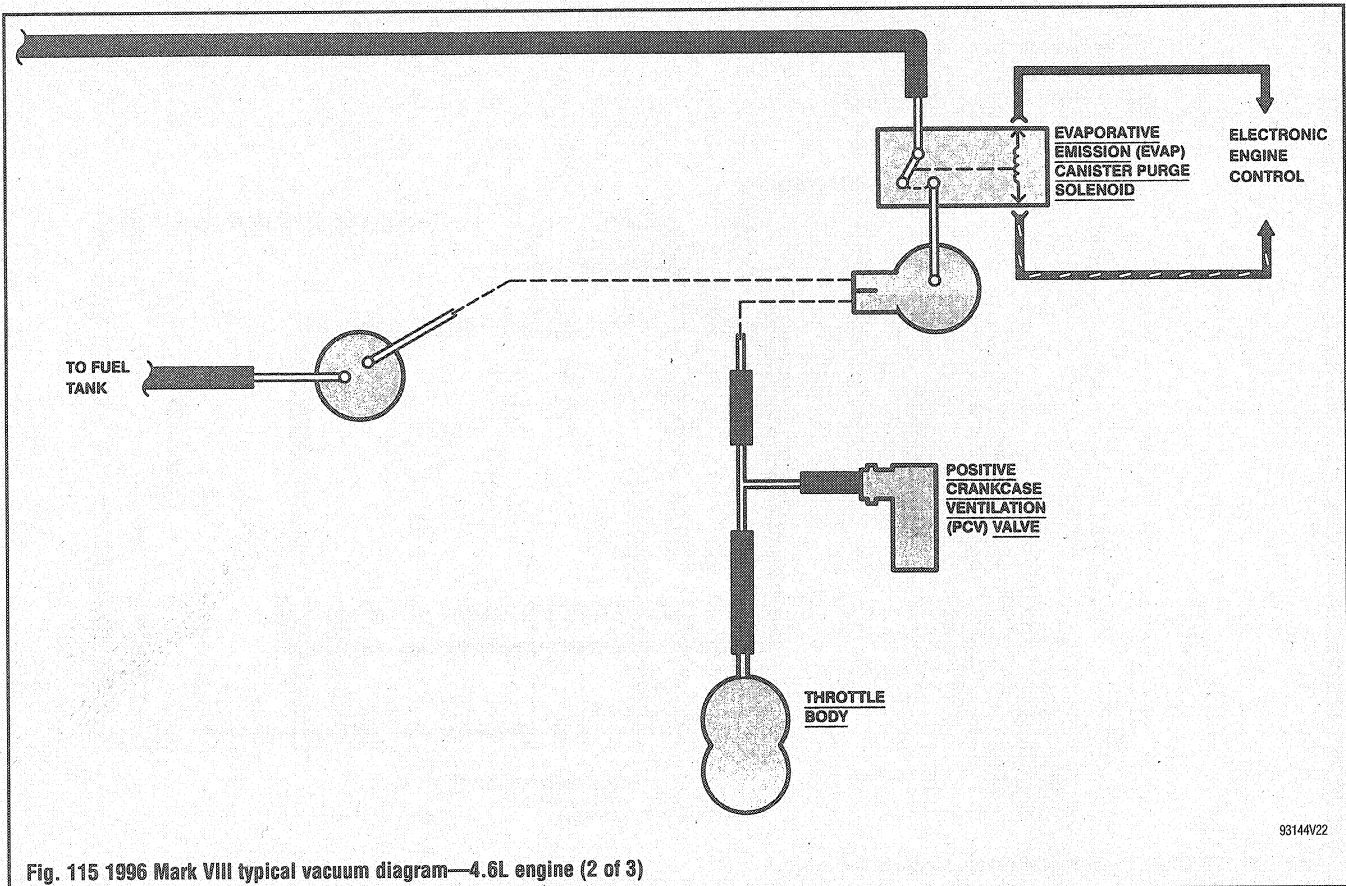 EVAPORATIVE
EMISSION (EVAP)
CANISTER PURGE
SOLENOID
ELECTRONIC
ENGINE
CONTROL
TO FUEL
TANK
POSITIVE
CRANKCASE
VENTILATION
(PCV) VALVE
THROTTLE
BODY
93144V22
Fig. 115 1996 Mark VIII typical vacuum diagram—4.6L engine (2 of 3)